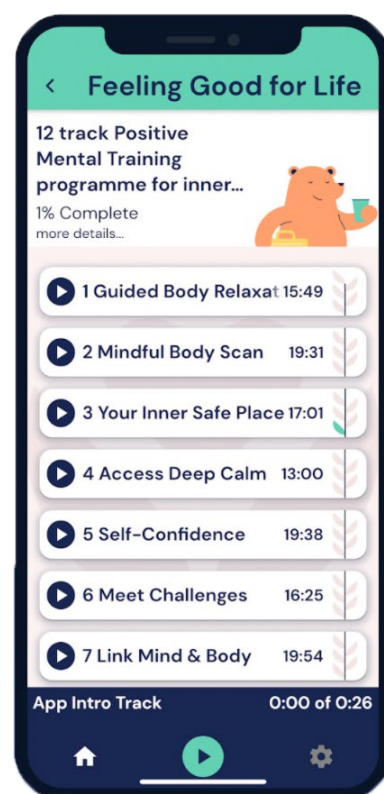 Feeling Good for Life
12 track Positive
Mental Training
programme for inner...
1% Complete
more details...
1 Guided Body Relaxat 15:49
2 Mindful Body Scan 19:31
3 Your Inner Safe Place 17:01
4 Access Deep Calm 13:00
5 Self-Confidence 19:38
6 Meet Challenges 16:25
7 Link Mind & Body 19:54
App Intro Track 0:00 of 0:26